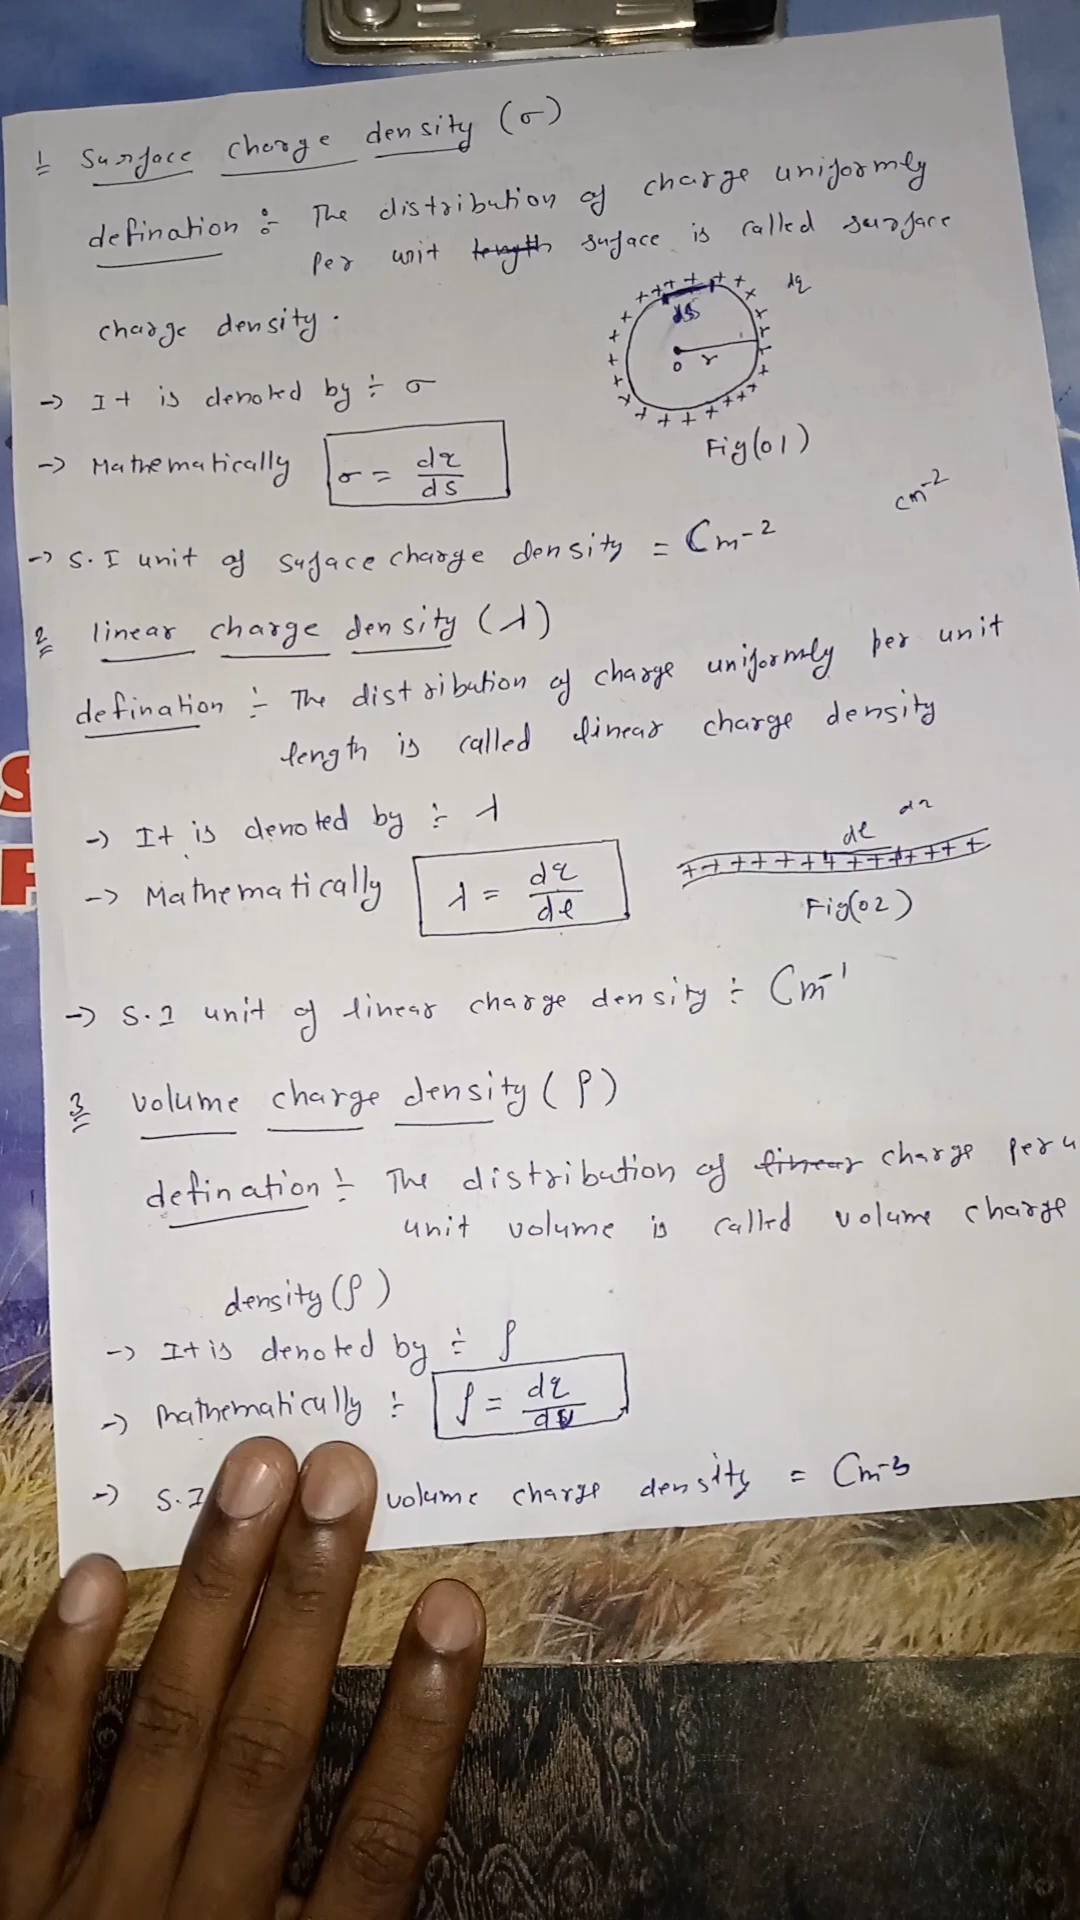 1 Surface charge density (σ)
defination ÷ The distribution of charge uniformly
per unit length suface is called surface
charge density.
dq
ds
o r
→ It is denoted by ÷ σ
Fig(01)
→ Mathematically σ = dq/ds
cm⁻²
→ S.I unit of suface charge density = Cm-2
2 linear charge density (λ)
defination ÷ The distribution of charge uniformly per unit
length is called linear charge density
→ It is denoted by ÷ λ
dl dq
+ + + + + + + + + + + + +
→ Mathematically λ = dq/dl
Fig(02)
→ S.I unit of linear charge density ÷ Cm⁻¹
3 volume charge density (ρ)
defination ÷ The distribution of linear charge per u
unit volume is called volume charge
density (ρ)
→ It is denoted by ÷ ρ
→ Mathematically ÷ ρ = dq/dv
→ S.I volume charge density = Cm-3